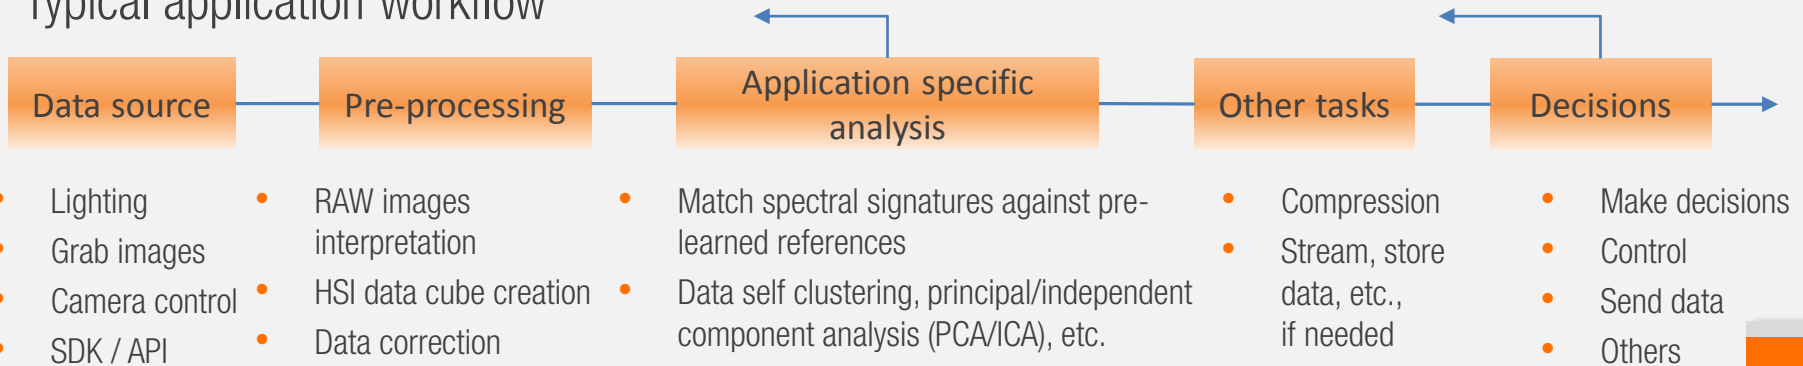 Typical application workflow
Data source
Pre-processing
Application specific
analysis
Other tasks
Decisions
• Lighting
• Grab images
• Camera control
• SDK / API
• RAW images
interpretation
• HSI data cube creation
• Data correction
• Match spectral signatures against pre-
learned references
• Data self clustering, principal/independent
component analysis (PCA/ICA), etc.
• Compression
• Stream, store
data, etc.,
if needed
• Make decisions
• Control
• Send data
• Others